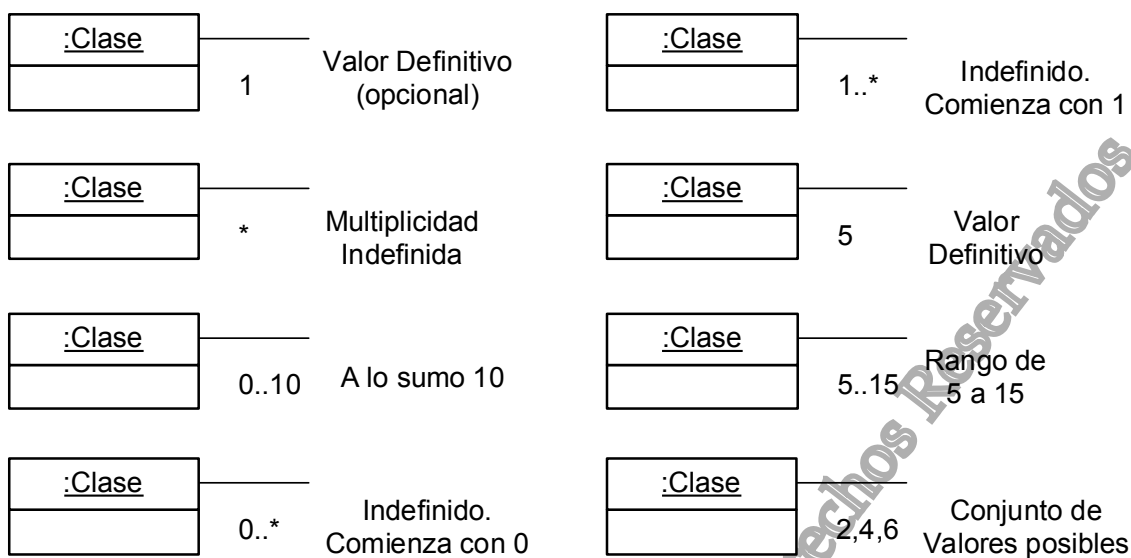 :Clase
1
Valor Definitivo
(opcional)
:Clase
1..*
Indefinido.
Comienza con 1
:Clase
*
Multiplicidad
Indefinida
:Clase
5
Valor
Definitivo
:Clase
0..10
A lo sumo 10
:Clase
5..15
Rango de
5 a 15
:Clase
0..*
Indefinido.
Comienza con 0
:Clase
2,4,6
Conjunto de
Valores posibles
echos Reservados